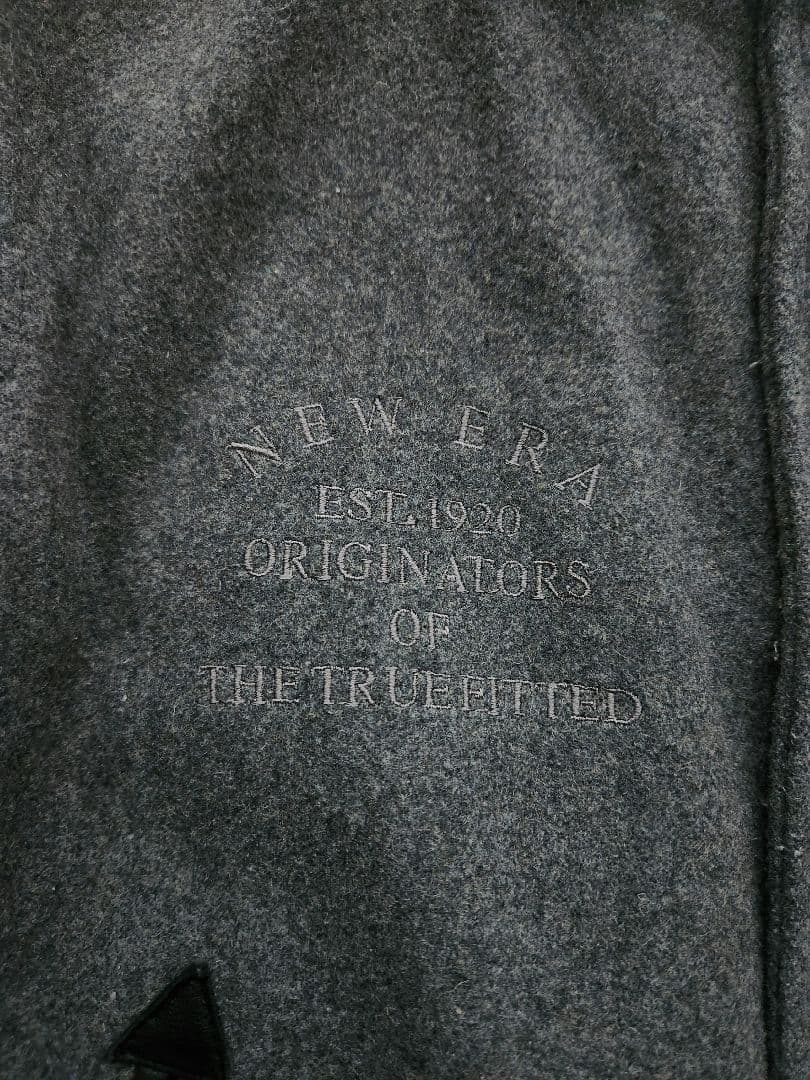 NEW ERA
EST. 1920
ORIGINATORS
OF
THE TRUE FITTED